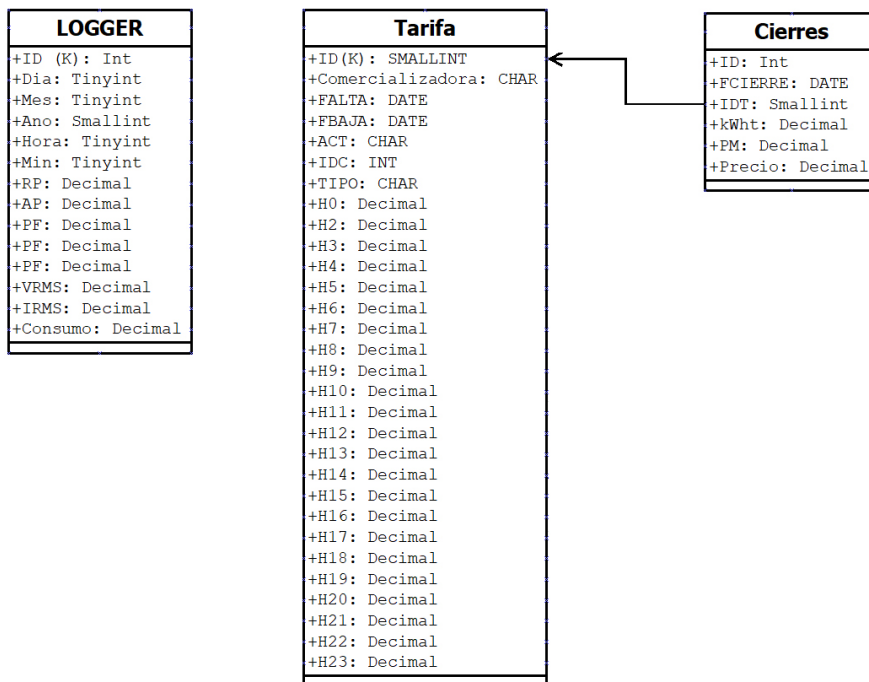 LOGGER
+ID (K): Int
+Dia: Tinyint
+Mes: Tinyint
+Ano: Smallint
+Hora: Tinyint
+Min: Tinyint
+RP: Decimal
+AP: Decimal
+PF: Decimal
+PF: Decimal
+PF: Decimal
+VRMS: Decimal
+IRMS: Decimal
+Consumo: Decimal
Tarifa
+ID(K): SMALLINT
+Comercializadora: CHAR
+FALTA: DATE
+FBAJA: DATE
+ACT: CHAR
+IDC: INT
+TIPO: CHAR
+H0: Decimal
+H2: Decimal
+H3: Decimal
+H4: Decimal
+H5: Decimal
+H6: Decimal
+H7: Decimal
+H8: Decimal
+H9: Decimal
+H10: Decimal
+H11: Decimal
+H12: Decimal
+H13: Decimal
+H14: Decimal
+H15: Decimal
+H16: Decimal
+H17: Decimal
+H18: Decimal
+H19: Decimal
+H20: Decimal
+H21: Decimal
+H22: Decimal
+H23: Decimal
Cierres
+ID: Int
+FCIERRE: DATE
+IDT: Smallint
+kWht: Decimal
+PM: Decimal
+Precio: Decimal